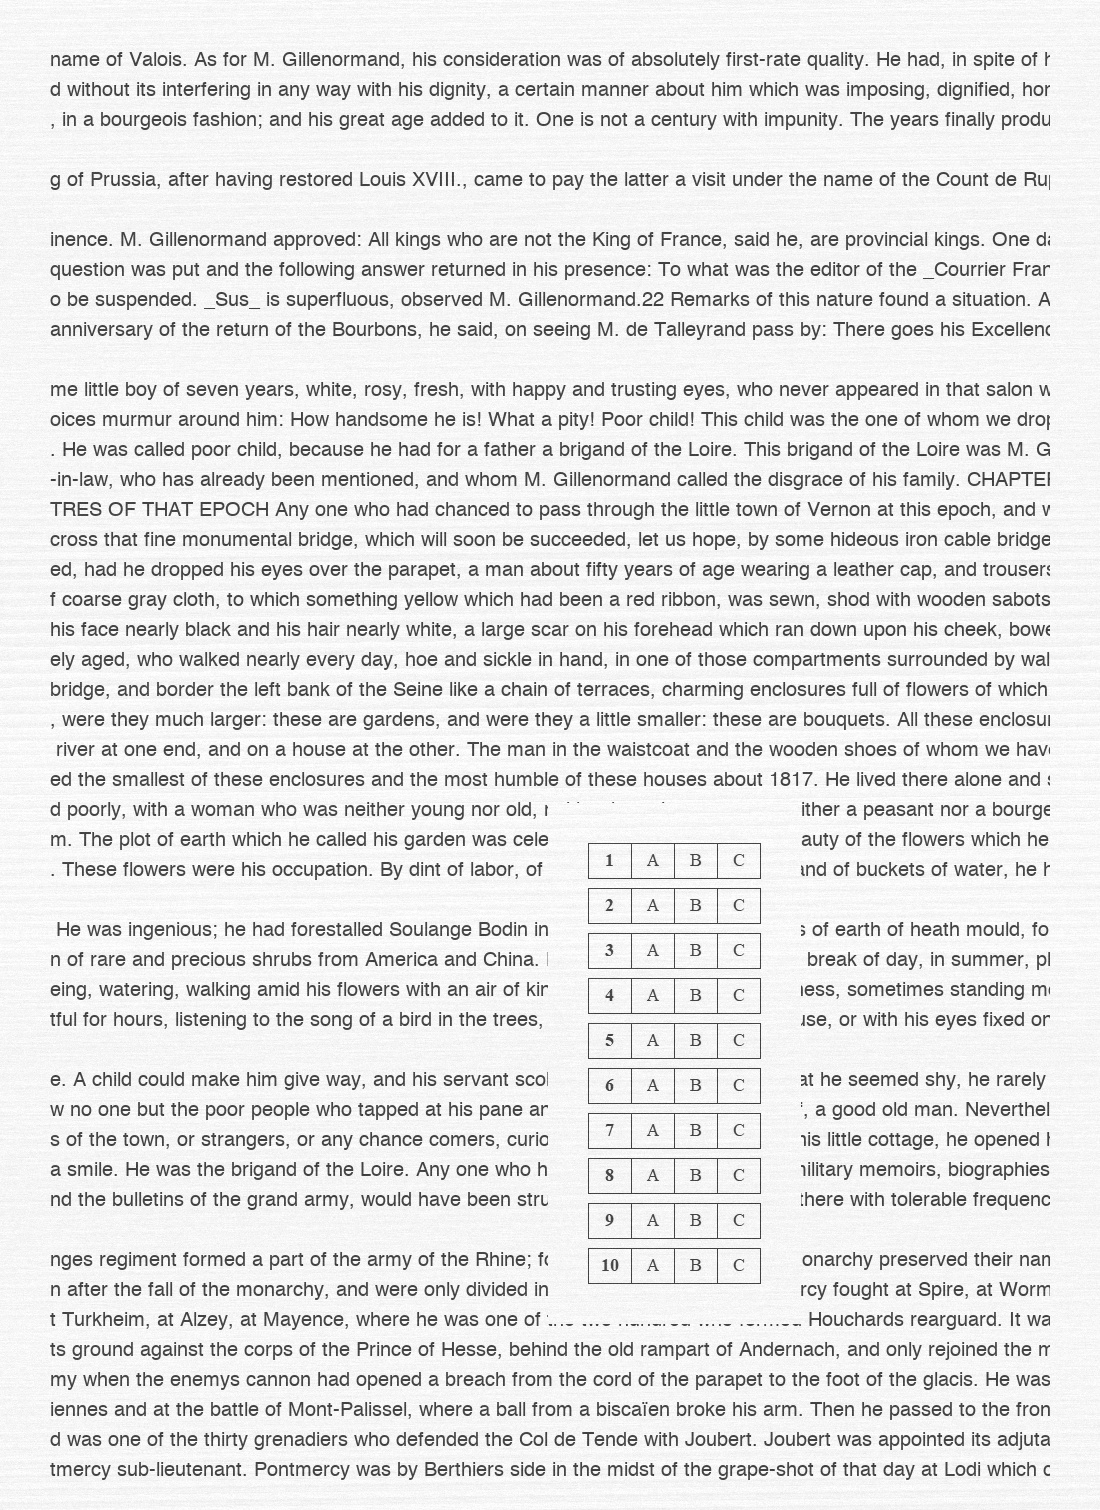 name of Valois. As for M. Gillenormand, his consideration was of absolutely first-rate quality. He had, in spite of
d without its interfering in any way with his dignity, a certain manner about him which was imposing, dignified,
, in a bourgeois fashion; and his great age added to it. One is not a century with impunity. The years finally produ
g of Prussia, after having restored Louis XVIII., came to pay the latter a visit under the name of the Count de
inence. M. Gillenormand approved: All kings who are not the King of France, said he, are provincial kings. One
question was put and the following answer returned in his presence: To what was the editor of the _Courrier Fran
o be suspended. _Sus_ is superfluous, observed M. Gillenormand.22 Remarks of this nature found a situation. A
anniversary of the return of the Bourbons, he said, on seeing M. de Talleyrand pass by: There goes his Excellenc
me little boy of seven years, white, rosy, fresh, with happy and trusting eyes, who never appeared in that salon
oices murmur around him: How handsome he is! What a pity! Poor child! This child was the one of whom we drop
. He was called poor child, because he had for a father a brigand of the Loire. This brigand of the Loire was M. G
-in-law, who has already been mentioned, and whom M. Gillenormand called the disgrace of his family. CHAPTER
TRES OF THAT EPOCH Any one who had chanced to pass through the little town of Vernon at this epoch, and
cross that fine monumental bridge, which will soon be succeeded, let us hope, by some hideous iron cable bridge
ed, had he dropped his eyes over the parapet, a man about fifty years of age wearing a leather cap, and trousers
f coarse gray cloth, to which something yellow which had been a red ribbon, was sewn, shod with wooden sabots
his face nearly black and his hair nearly white, a large scar on his forehead which ran down upon his cheek, bowe
ely aged, who walked nearly every day, hoe and sickle in hand, in one of those compartments surrounded by wal
bridge, and border the left bank of the Seine like a chain of terraces, charming enclosures full of flowers of which
, were they much larger: these are gardens, and were they a little smaller: these are bouquets. All these enclosur
river at one end, and on a house at the other. The man in the waistcoat and the wooden shoes of whom we have
ed the smallest of these enclosures and the most humble of these houses about 1817. He lived there alone and
d poorly, with a woman who was neither young nor old, ither a peasant nor a bourge
m. The plot of earth which he called his garden was cele auty of the flowers which he
. These flowers were his occupation. By dint of labor, of and of buckets of water, he
He was ingenious; he had forestalled Soulange Bodin in s of earth of heath mould, fo
n of rare and precious shrubs from America and China. break of day, in summer, pl
eing, watering, walking amid his flowers with an air of kin ness, sometimes standing
tful for hours, listening to the song of a bird in the trees, use, or with his eyes fixed on
e. A child could make him give way, and his servant scol at he seemed shy, he rarely
w no one but the poor people who tapped at his pane an , a good old man. Neverthel
s of the town, or strangers, or any chance comers, curio his little cottage, he opened
a smile. He was the brigand of the Loire. Any one who h military memoirs, biographies
nd the bulletins of the grand army, would have been stru there with tolerable frequenc
nges regiment formed a part of the army of the Rhine; fo onarchy preserved their nam
n after the fall of the monarchy, and were only divided in rcy fought at Spire, at Worm
t Turkheim, at Alzey, at Mayence, where he was one of the two hundred who formed Houchards rearguard. It wa
ts ground against the corps of the Prince of Hesse, behind the old rampart of Andernach, and only rejoined the m
my when the enemys cannon had opened a breach from the cord of the parapet to the foot of the glacis. He was
iennes and at the battle of Mont-Palissel, where a ball from a biscaïen broke his arm. Then he passed to the fron
d was one of the thirty grenadiers who defended the Col de Tende with Joubert. Joubert was appointed its adjuta
tmercy sub-lieutenant. Pontmercy was by Berthiers side in the midst of the grape-shot of that day at Lodi which
1 A B C
2 A B C
3 A B C
4 A B C
5 A B C
6 A B C
7 A B C
8 A B C
9 A B C
10 A B C